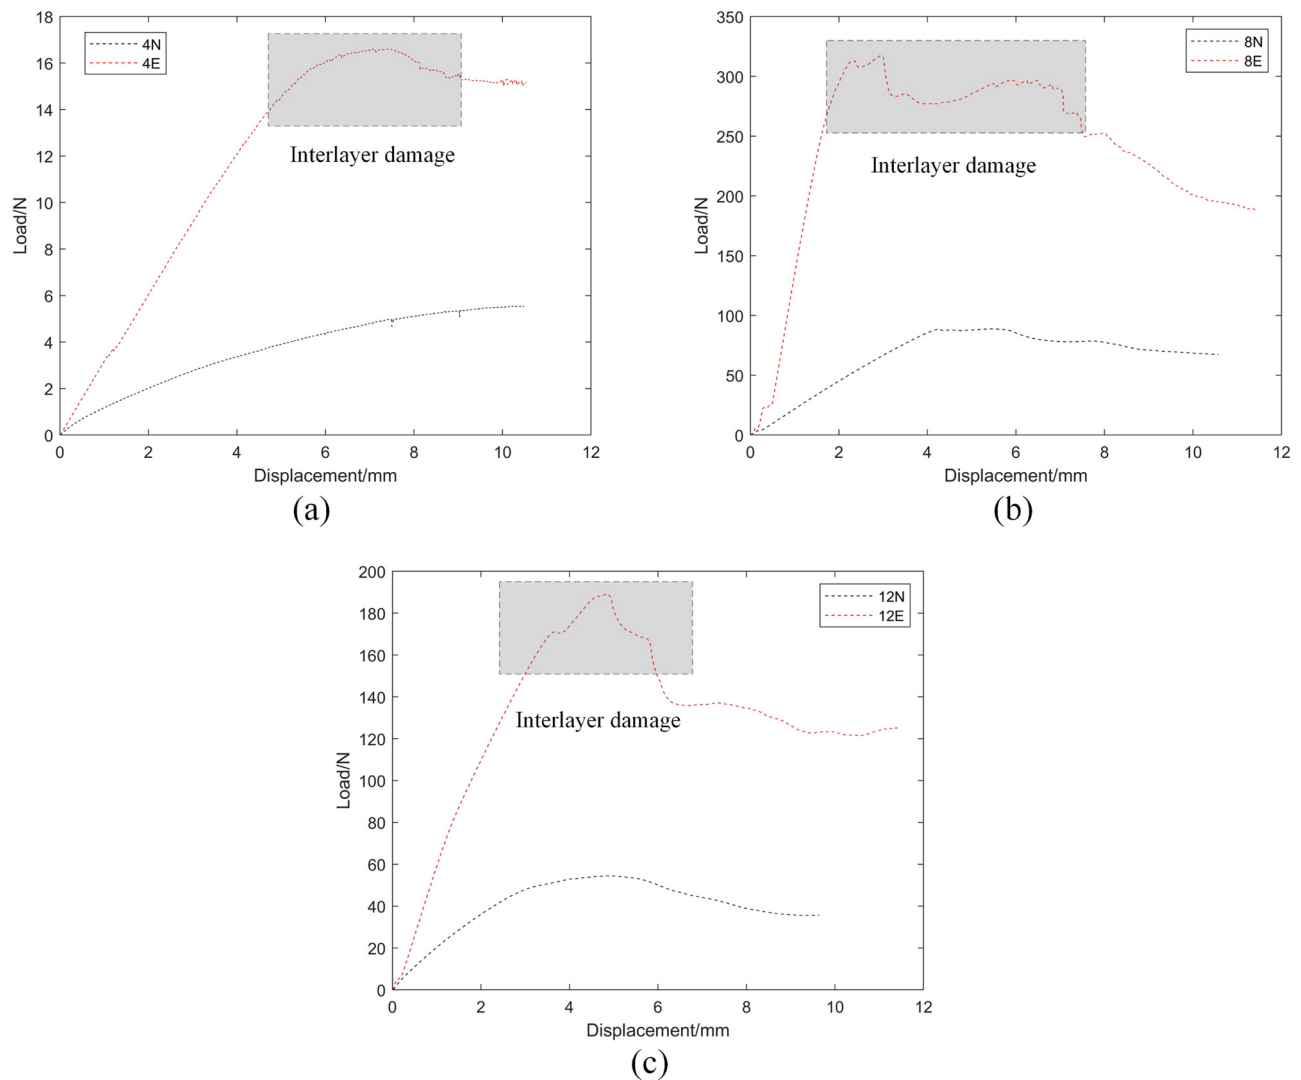 18
16
14
12
10
8
6
4
2
0
Load/N
4N
4E
Interlayer damage
0 2 4 6 8 10 12
Displacement/mm
(a)
350
300
250
200
150
100
50
0
Load/N
8N
8E
Interlayer damage
0 2 4 6 8 10 12
Displacement/mm
(b)
200
180
160
140
120
100
80
60
40
20
0
Load/N
12N
12E
Interlayer damage
0 2 4 6 8 10 12
Displacement/mm
(c)